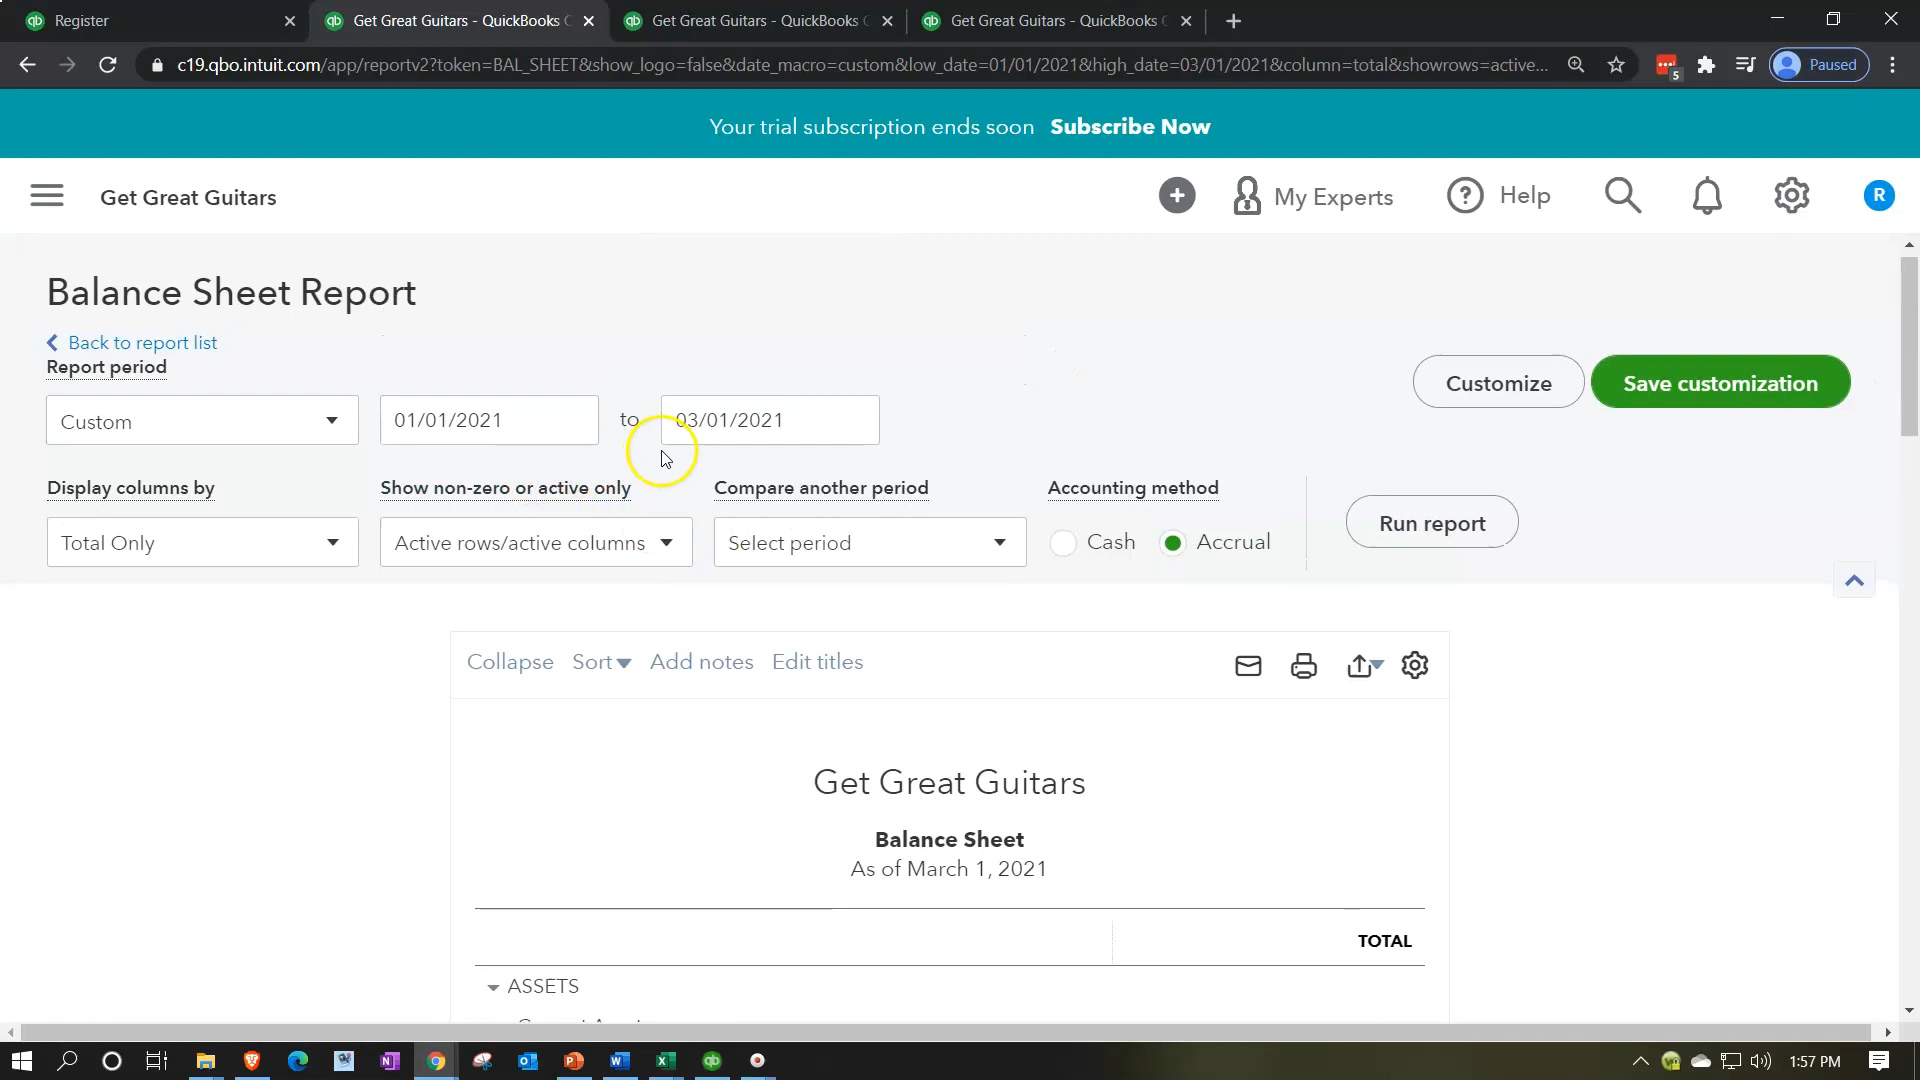 Register
Get Great Guitars - QuickBooks
Get Great Guitars - QuickBooks
Get Great Guitars - QuickBooks
c19.qbo.intuit.com/app/reportv2?token=BAL_SHEET&show_logo=false&date_macro=custom&low_date=01/01/2021&high_date=03/01/2021&column=total&showrows=active...
5
Paused
Your trial subscription ends soon Subscribe Now
Get Great Guitars
My Experts
Help
R
Balance Sheet Report
Back to report list
Report period
Customize
Save customization
Custom
01/01/2021
to
03/01/2021
Display columns by
Show non-zero or active only
Compare another period
Accounting method
Total Only
Active rows/active columns
Select period
Cash
Accrual
Run report
Collapse Sort Add notes Edit titles
Get Great Guitars
Balance Sheet
As of March 1, 2021
TOTAL
ASSETS
1:57 PM